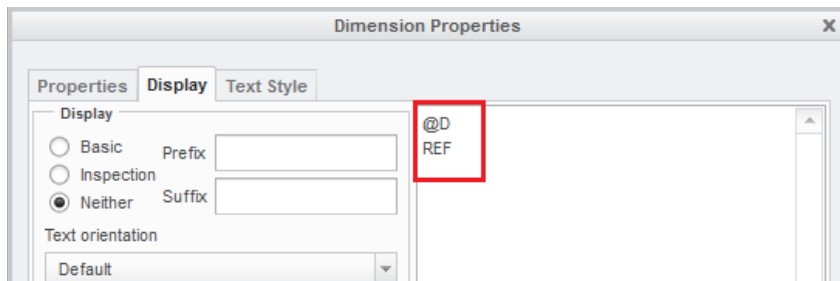 Dimension Properties X
Properties Display Text Style
Display
Basic
Inspection
Neither
Prefix
Suffix
Text orientation
Default
@D
REF